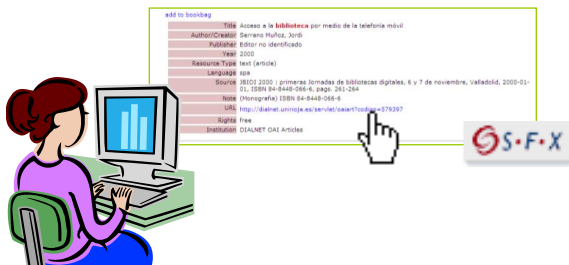 add to bookbag
Title Acceso a la biblioteca por medio de la telefonía móvil
Author/Creator Serrano Muñoz, Jordi
Publisher Editor no identificado
Year 2000
Resource Type text (article)
Language spa
Source JBIDI 2000 : primeras Jornadas de bibliotecas digitales, 6 y 7 de noviembre, Valladolid, 2000-01-
01, ISBN 84-8448-066-6, pags. 261-264
Note (Monografía) ISBN 84-8448-066-6
URL http://dialnet.unirioja.es/servlet/oaiart?codigo=579397
Rights free
Institution DIALNET OAI Articles
S·F·X